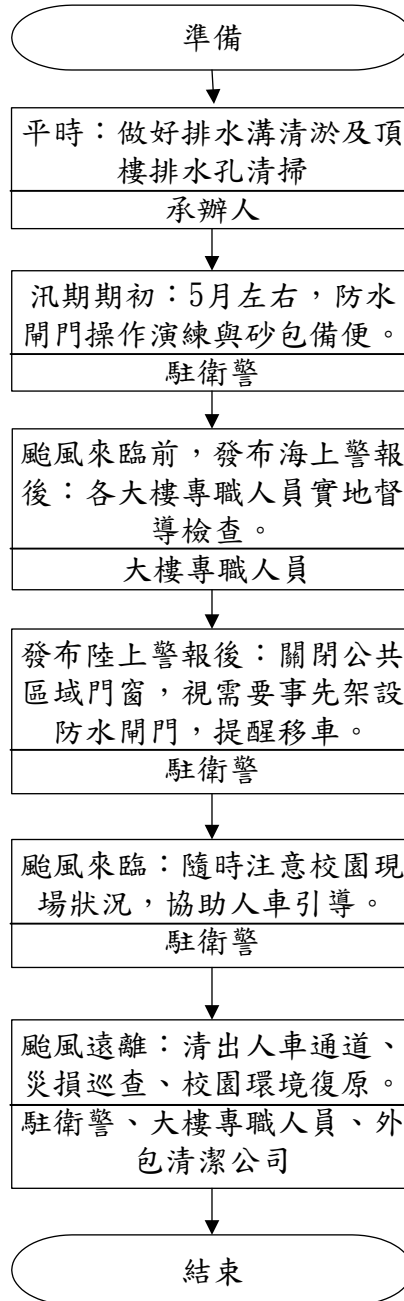 準備
平時：做好排水溝清淤及頂
樓排水孔清掃
承辦人
汛期期初：5月左右，防水
閘門操作演練與砂包備便。
駐衛警
颱風來臨前，發布海上警報
後：各大樓專職人員實地督
導檢查。
大樓專職人員
發布陸上警報後：關閉公共
區域門窗，視需要事先架設
防水閘門，提醒移車。
駐衛警
颱風來臨：隨時注意校園現
場狀況，協助人車引導。
駐衛警
颱風遠離：清出人車通道、
災損巡查、校園環境復原。
駐衛警、大樓專職人員、外
包清潔公司
結束